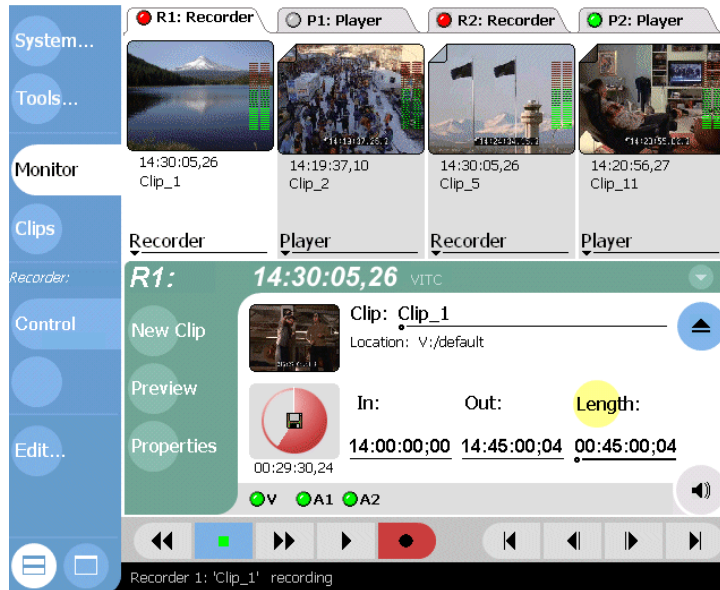 System...
Tools...
Monitor
Clips
Recorder:
Control
Edit...
R1: Recorder
P1: Player
R2: Recorder
P2: Player
14:30:05,26
Clip_1
14:19:37,10
Clip_2
14:30:05,26
Clip_5
14:20:56,27
Clip_11
Recorder
Player
Recorder
Player
R1: 14:30:05,26 VITC
New Clip
Preview
Properties
Clip: Clip_1
Location: V:/default
In: Out: Length:
14:00:00;00 14:45:00;04 00:45:00;04
00:29:30,24
V A1 A2
Recorder 1: 'Clip_1' recording